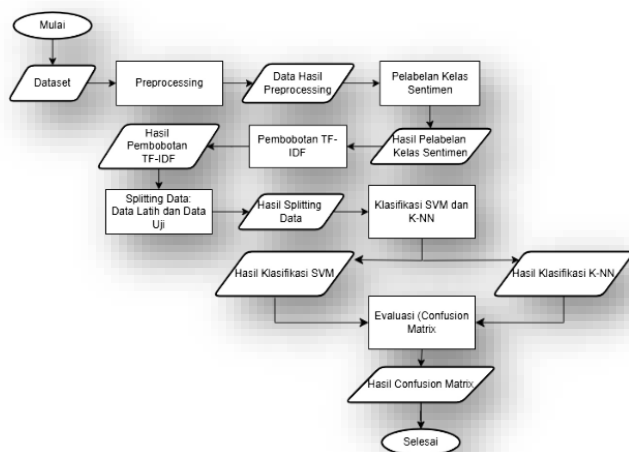 Mulai
Dataset
Preprocessing
Data Hasil
Preprocessing
Pelabelan Kelas
Sentimen
Hasil
Pembobotan
TF-IDF
Pembobotan TF-
IDF
Hasil Pelabelan
Kelas Sentimen
Splitting Data:
Data Latih dan Data
Uji
Hasil Splitting
Data
Klasifikasi SVM dan
K-NN
Hasil Klasifikasi SVM
Hasil Klasifikasi K-NN
Evaluasi (Confusion
Matrix
Hasil Confusion Matrix
Selesai